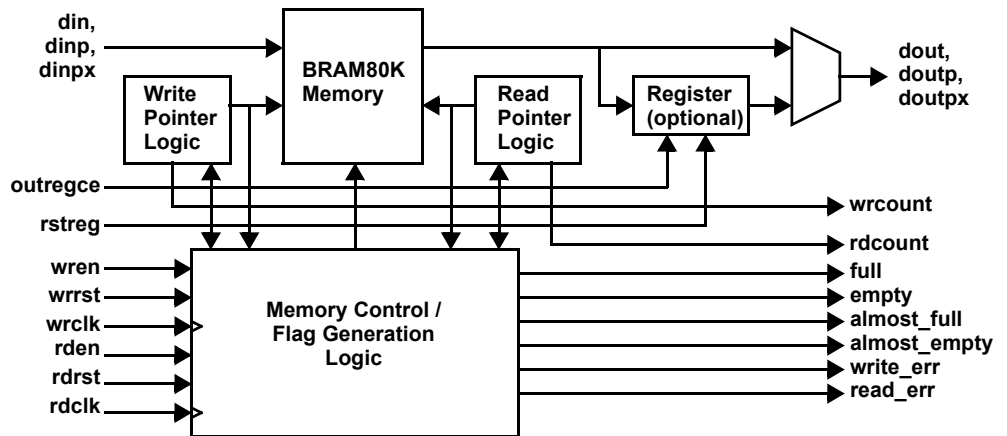 din,
dinp,
dinpx
BRAM80K
Memory
Write
Pointer
Logic
Read
Pointer
Logic
Register
(optional)
dout,
doutp,
doutpx
outregce
rstreg
wrcount
rdcount
wren
wrrst
wrclk
rden
rdrst
rdclk
Memory Control /
Flag Generation
Logic
full
empty
almost_full
almost_empty
write_err
read_err